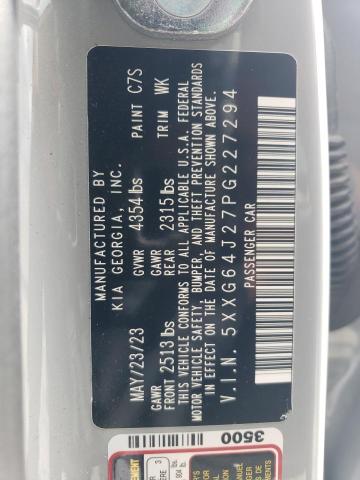 MANUFACTURED BY
KIA GEORGIA, INC.
MAY/23/23 GVWR 4354 lbs PAINT C7S
GAWR FRONT 2513 lbs GAWR REAR 2315 lbs TRIM WK
THIS VEHICLE CONFORMS TO ALL APPLICABLE U.S.A. FEDERAL
MOTOR VEHICLE SAFETY, BUMPER, AND THEFT PREVENTION STANDARDS
IN EFFECT ON THE DATE OF MANUFACTURE SHOWN ABOVE.
V.I.N. 5XXG64J27PG227294
PASSENGER CAR
3500